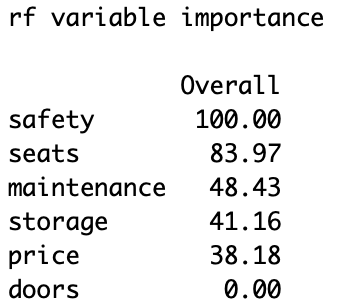 rf variable importance
Overall
safety 100.00
seats 83.97
maintenance 48.43
storage 41.16
price 38.18
doors 0.00